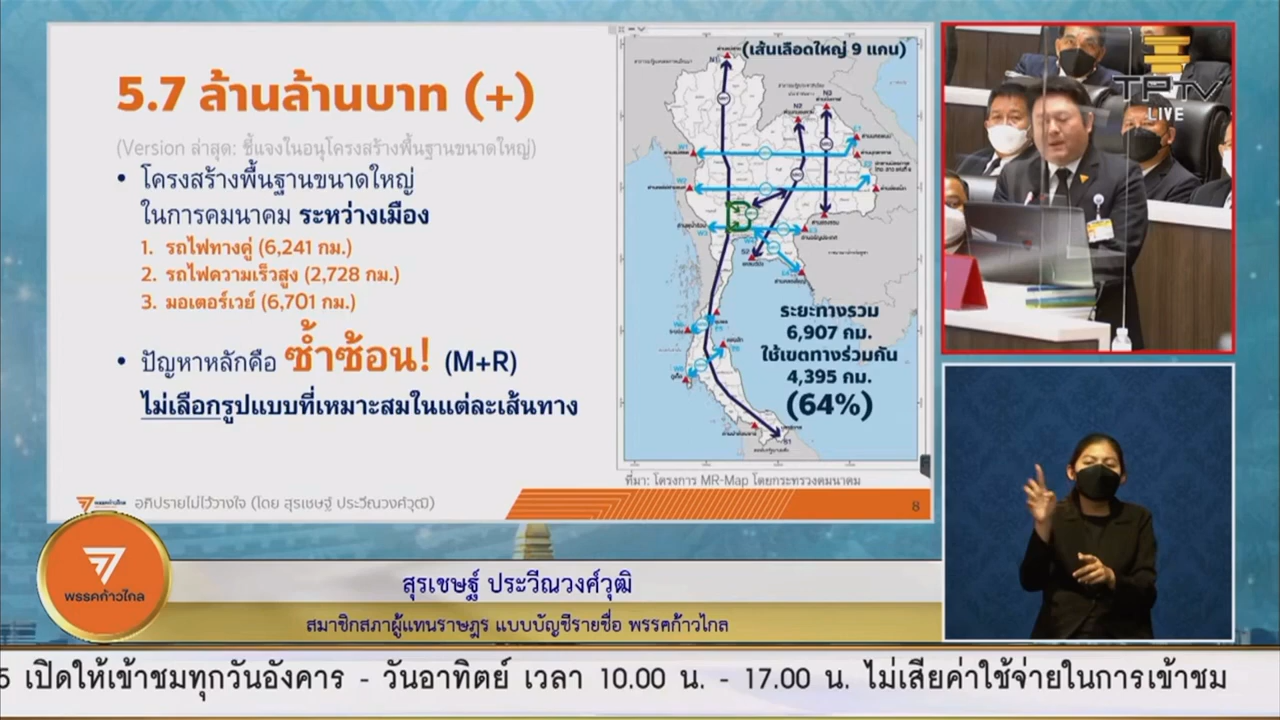 5.7 ล้านล้านบาท (+)
(Version ล่าสุด: ชี้แจงในอนุโครงสร้างพื้นฐานขนาดใหญ่)
• โครงสร้างพื้นฐานขนาดใหญ่
ในการคมนาคม ระหว่างเมือง
1. รถไฟทางคู่ (6,241 กม.)
2. รถไฟความเร็วสูง (2,728 กม.)
3. มอเตอร์เวย์ (6,701 กม.)
• ปัญหาหลักคือ ซ้ำซ้อน! (M+R)
ไม่เลือกรูปแบบที่เหมาะสมในแต่ละเส้นทาง
(เส้นเลือดใหญ่ 9 แกน)
ระยะทางรวม
6,907 กม.
ใช้เขตทางร่วมกัน
4,395 กม.
(64%)
ที่มา: โครงการ MR-Map โดยกระทรวงคมนาคม
อภิปรายไม่ไว้วางใจ (โดย สุรเชษฐ์ ประวีณวงศ์วุฒิ)
8
TPTV
LIVE
พรรคก้าวไกล
สุรเชษฐ์ ประวีณวงศ์วุฒิ
สมาชิกสภาผู้แทนราษฎร แบบบัญชีรายชื่อ พรรคก้าวไกล
5 เปิดให้เข้าชมทุกวันอังคาร - วันอาทิตย์ เวลา 10.00 น. - 17.00 น. ไม่เสียค่าใช้จ่ายในการเข้าชม